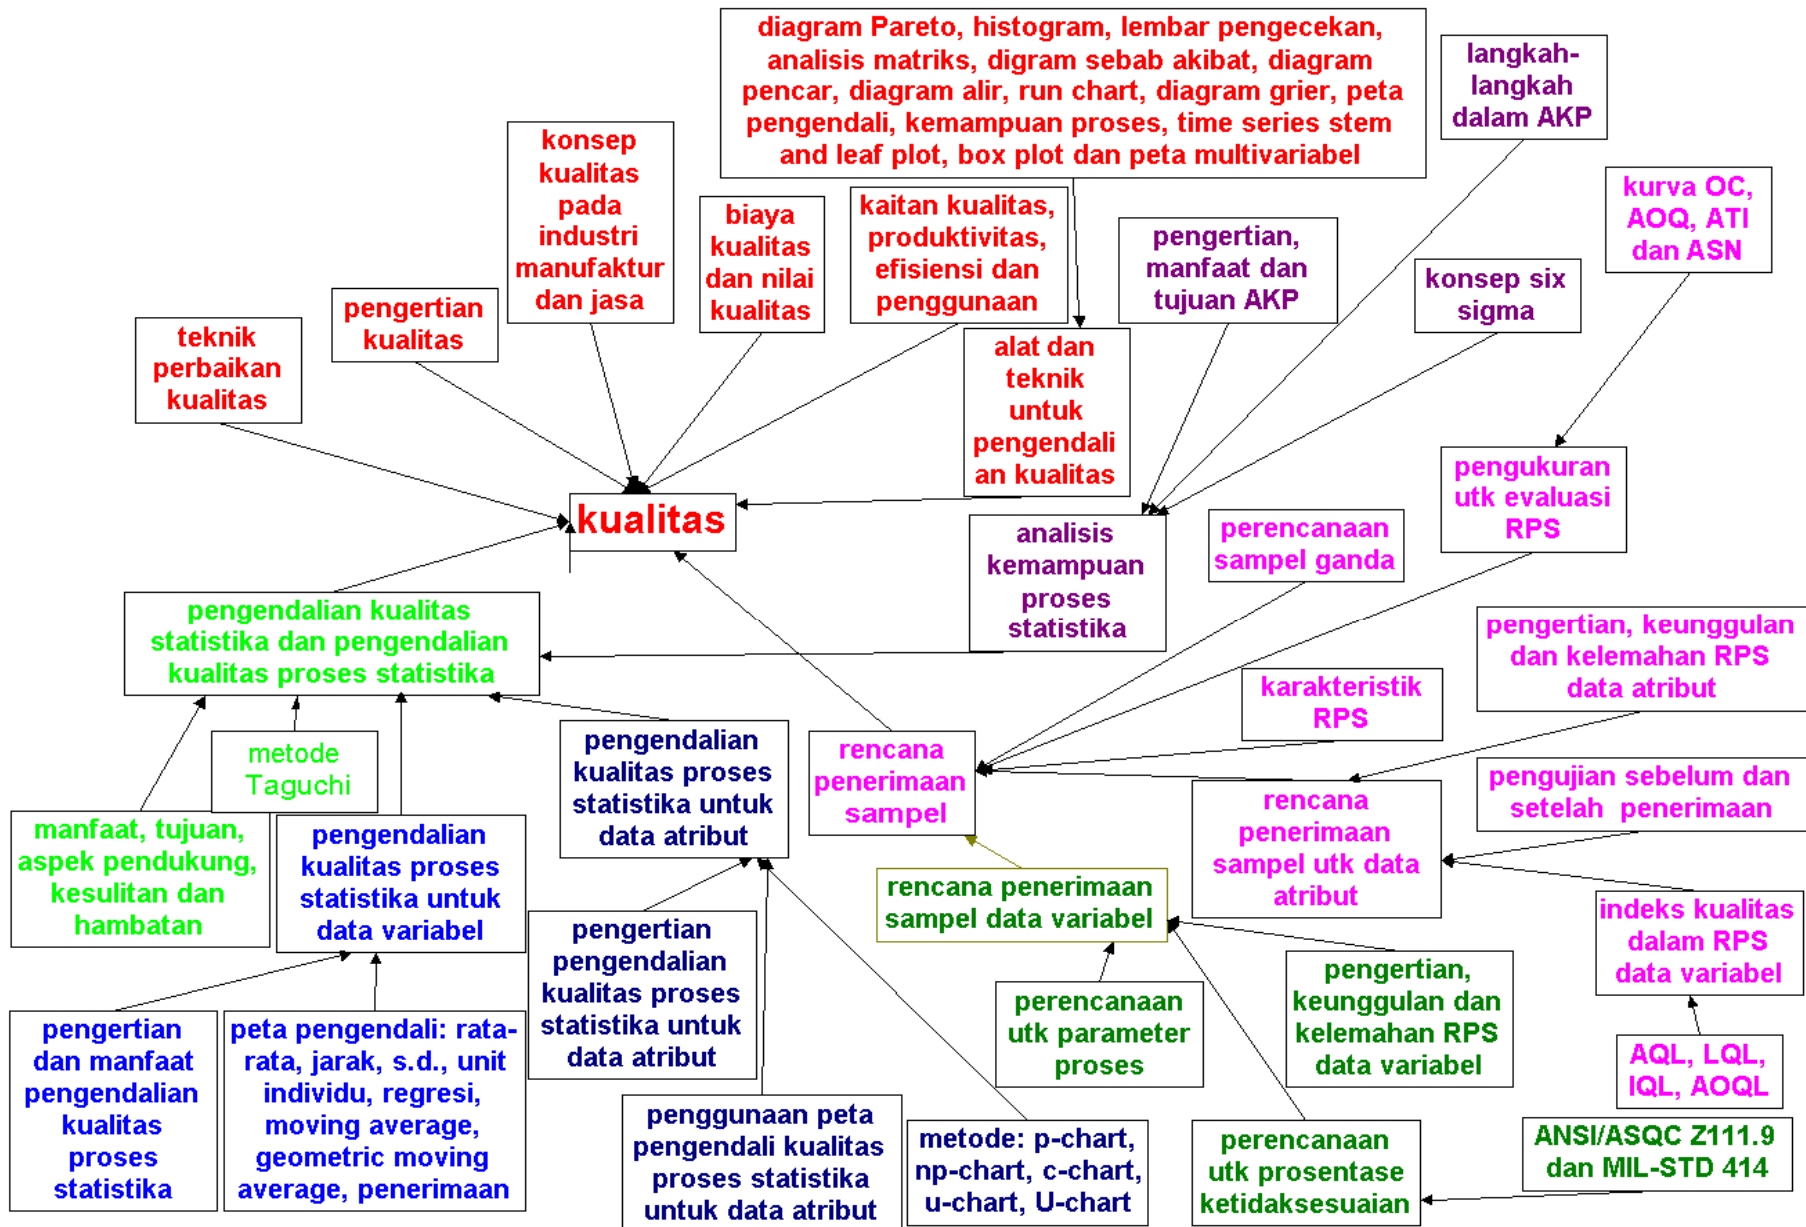 diagram Pareto, histogram, lembar pengecekan,
analisis matriks, digram sebab akibat, diagram
pencar, diagram alir, run chart, diagram grier, peta
pengendali, kemampuan proses, time series stem
and leaf plot, box plot dan peta multivariabel
langkah-
langkah
dalam AKP
konsep
kualitas
pada
industri
manufaktur
dan jasa
biaya
kualitas
dan nilai
kualitas
kaitan kualitas,
produktivitas,
efisiensi dan
penggunaan
pengertian,
manfaat dan
tujuan AKP
kurva OC,
AOQ, ATI
dan ASN
konsep six
sigma
pengertian
kualitas
teknik
perbaikan
kualitas
alat dan
teknik
untuk
pengendali
an kualitas
pengukuran
utk evaluasi
RPS
kualitas
analisis
kemampuan
proses
statistika
perencanaan
sampel ganda
pengendalian kualitas
statistika dan pengendalian
kualitas proses statistika
pengertian, keunggulan
dan kelemahan RPS
data atribut
karakteristik
RPS
metode
Taguchi
pengendalian
kualitas proses
statistika untuk
data atribut
rencana
penerimaan
sampel
rencana
penerimaan
sampel utk data
atribut
pengujian sebelum dan
setelah  penerimaan
manfaat, tujuan,
aspek pendukung,
kesulitan dan
hambatan
pengendalian
kualitas proses
statistika untuk
data variabel
rencana penerimaan
sampel data variabel
indeks kualitas
dalam RPS
data variabel
pengertian
pengendalian
kualitas proses
statistika untuk
data atribut
perencanaan
utk parameter
proses
pengertian,
keunggulan dan
kelemahan RPS
data variabel
pengertian
dan manfaat
pengendalian
kualitas
proses
statistika
peta pengendali: rata-
rata, jarak, s.d., unit
individu, regresi,
moving average,
geometric moving
average, penerimaan
AQL, LQL,
IQL, AOQL
penggunaan peta
pengendali kualitas
proses statistika
untuk data atribut
metode: p-chart,
np-chart, c-chart,
u-chart, U-chart
perencanaan
utk prosentase
ketidaksesuaian
ANSI/ASQC Z111.9
dan MIL-STD 414